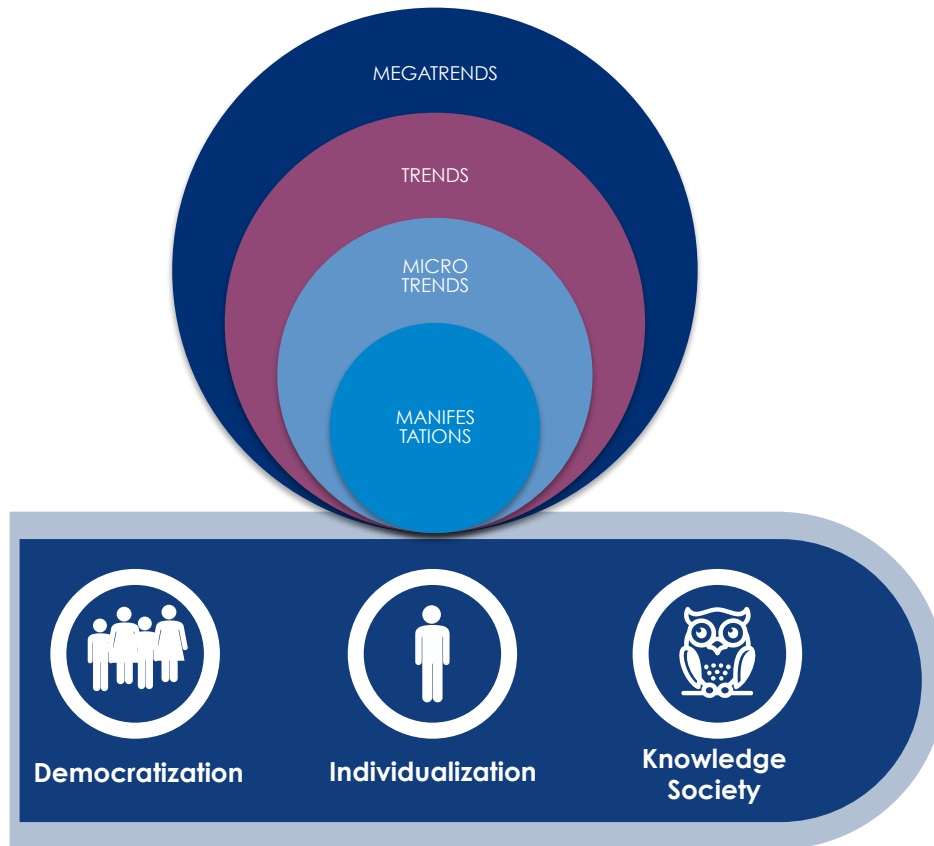 MEGATRENDS
TRENDS
MICRO
TRENDS
MANIFES
TATIONS
Democratization
Individualization
Knowledge
Society